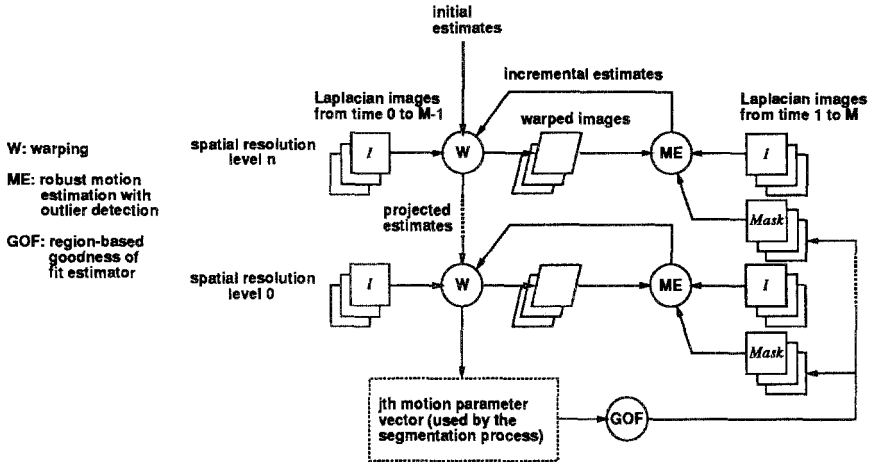 initial
estimates
incremental estimates
Laplacian images
from time 0 to M-1
Laplacian images
from time 1 to M
warped images
W: warping
spatial resolution
level n
I
W
ME
I
ME: robust motion
estimation with
outlier detection
projected
estimates
Mask
GOF: region-based
goodness of
fit estimator
spatial resolution
level 0
I
W
ME
I
Mask
jth motion parameter
vector (used by the
segmentation process)
GOF